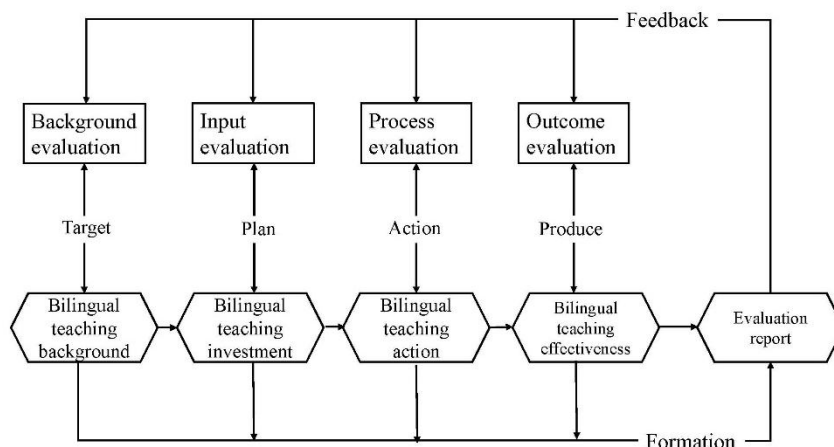 Feedback
Background
evaluation
Input
evaluation
Process
evaluation
Outcome
evaluation
Target
Plan
Action
Produce
Bilingual
teaching
background
Bilingual
teaching
investment
Bilingual
teaching
action
Bilingual
teaching
effectiveness
Evaluation
report
Formation